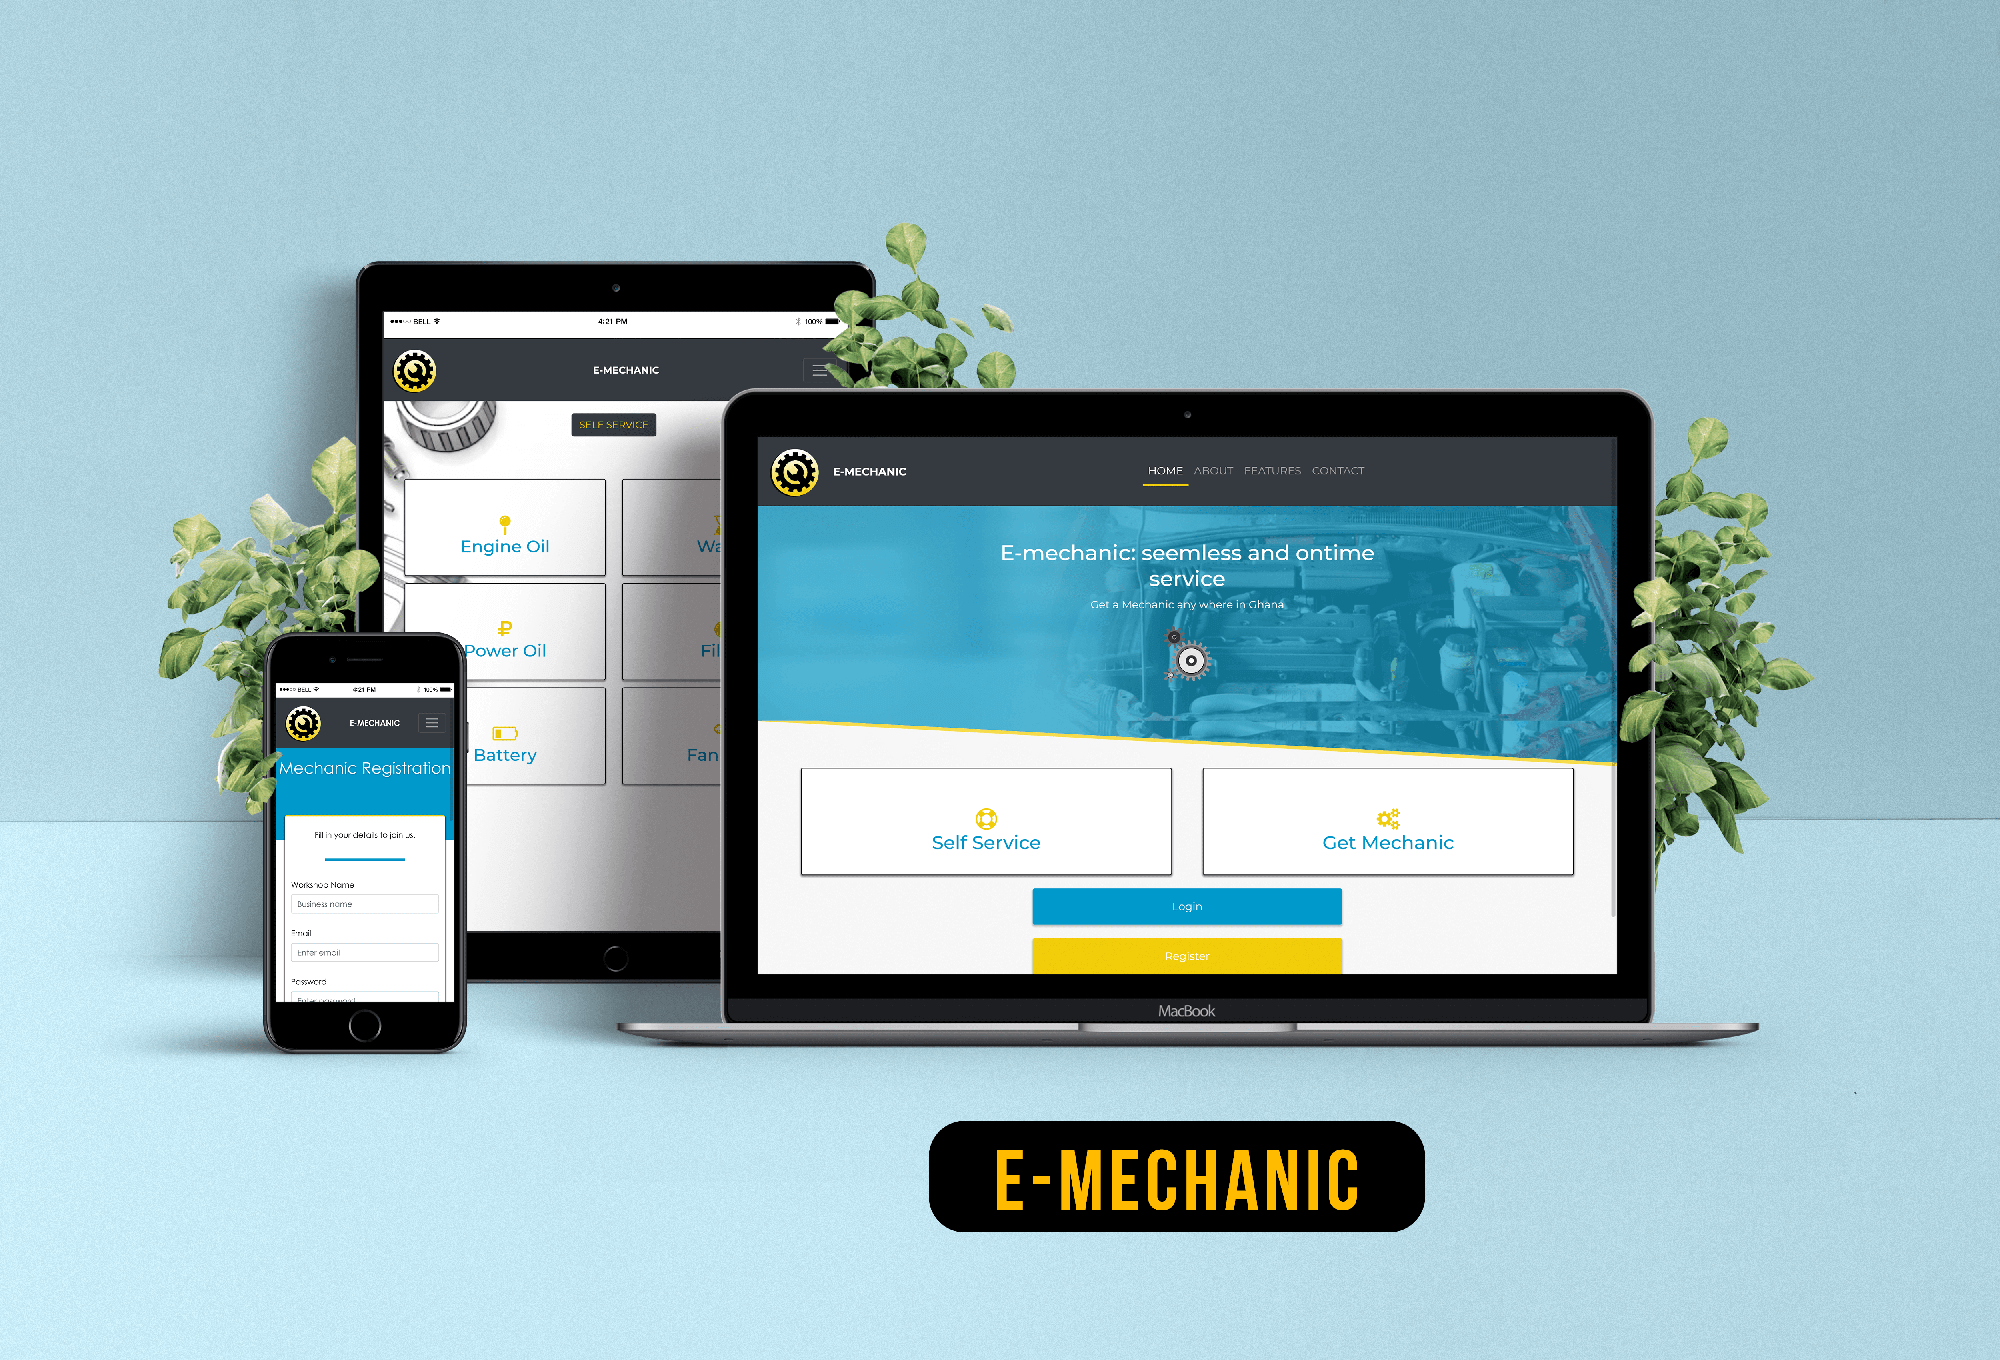 ●●●○○ BELL
4:21 PM
100%
E-MECHANIC
SELF SERVICE
Engine Oil
Power Oil
Battery
Fan
●●●○○ BELL
4:21 PM
100%
E-MECHANIC
Mechanic Registration
Fill in your details to join us.
Workshop Name
Business name
Email
Enter email
Password
Enter password
E-MECHANIC
HOME ABOUT FEATURES CONTACT
E-mechanic: seemless and ontime
service
Get a Mechanic any where in Ghana
Self Service
Get Mechanic
Login
Register
MacBook
E-MECHANIC